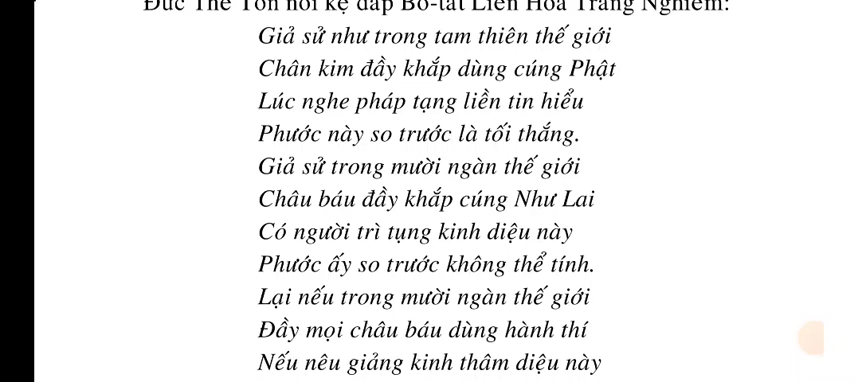 Đức Thế Tôn nói kệ đáp Bồ-tát Liên Hoa Trang Nghiêm:
Giả sử như trong tam thiên thế giới
Chân kim đầy khắp dùng cúng Phật
Lúc nghe pháp tạng liền tin hiểu
Phước này so trước là tối thắng.
Giả sử trong mười ngàn thế giới
Châu báu đầy khắp cúng Như Lai
Có người trì tụng kinh diệu này
Phước ấy so trước không thể tính.
Lại nếu trong mười ngàn thế giới
Đầy mọi châu báu dùng hành thí
Nếu nêu giảng kinh thâm diệu này